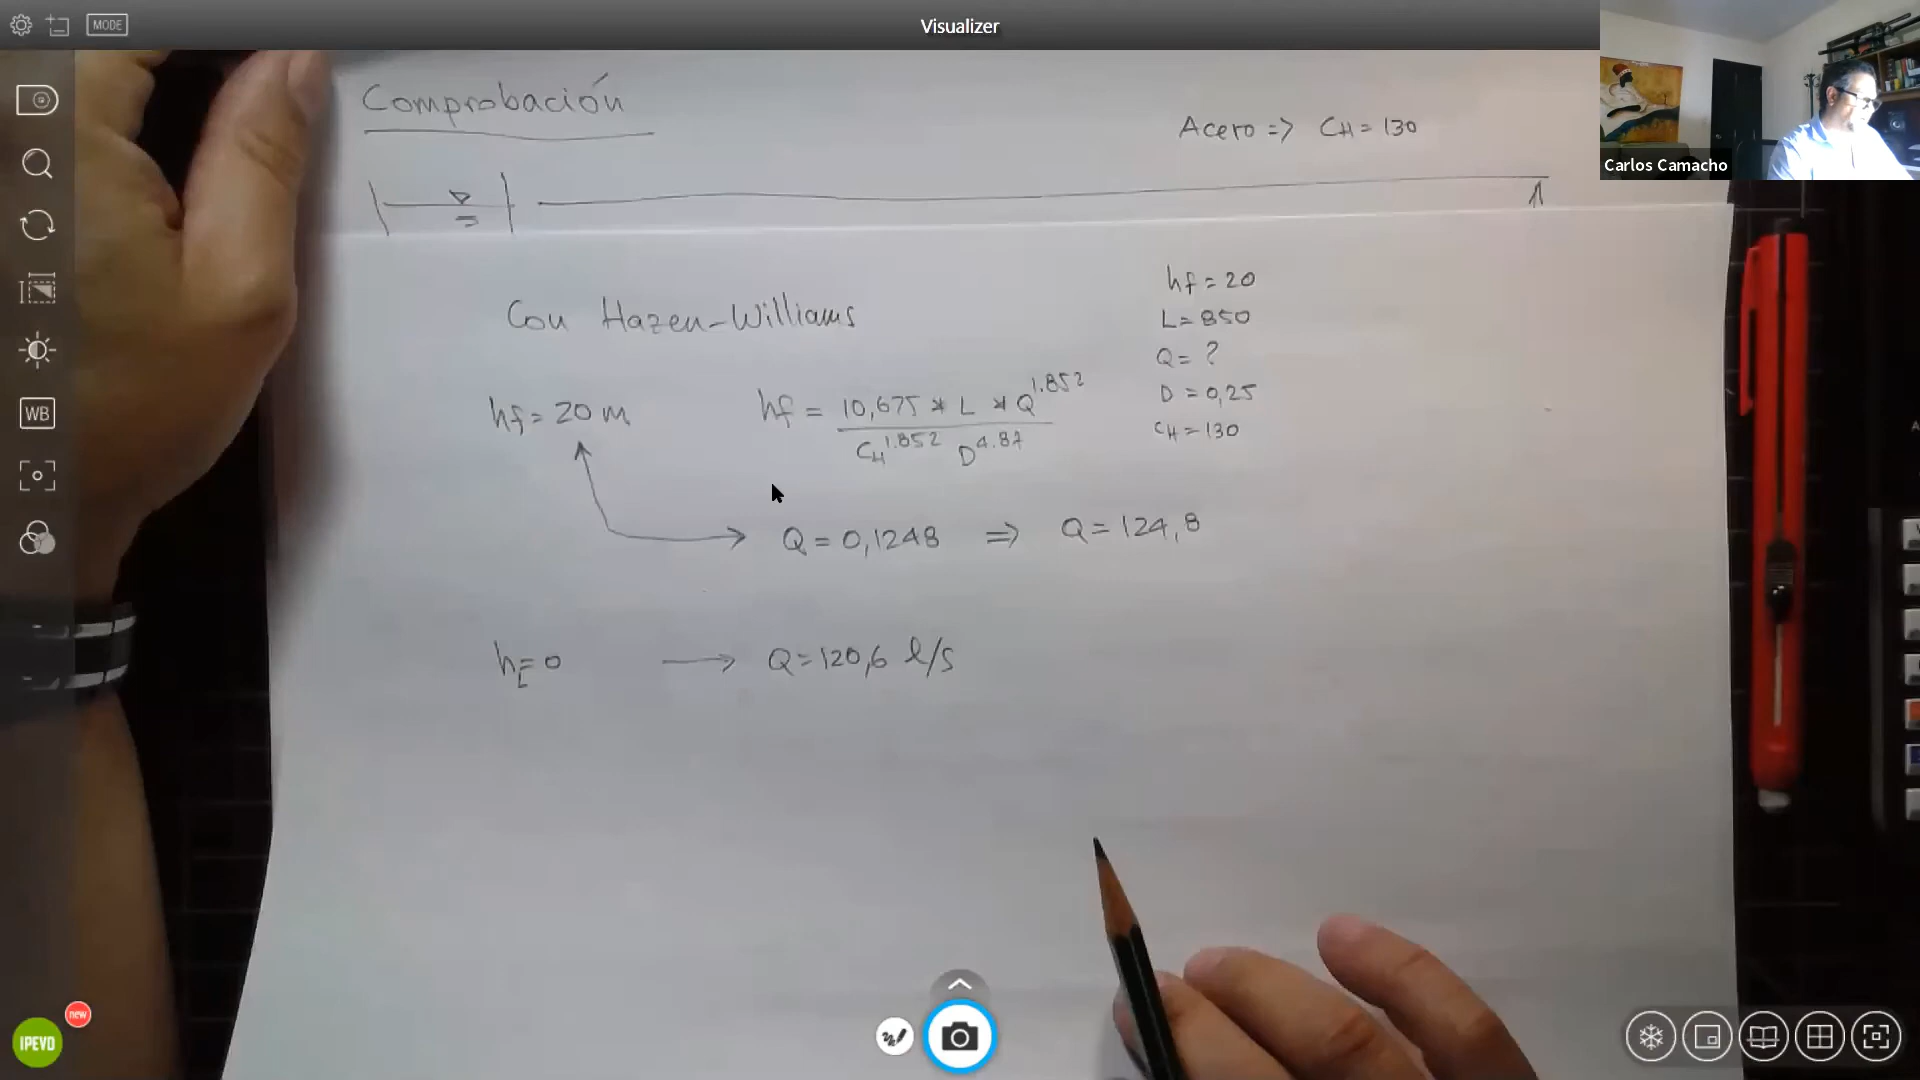 MODE
Visualizer
Comprobación
Acero => CH = 130
Carlos Camacho
WB
Con Hazen-Williams
hf = 20
L = 850
Q = ?
D = 0,25
CH = 130
hf = 20 m
hf = 10,675 * L * Q^1.852 / CH^1.852 D^4.87
Q = 0,1248 => Q = 124,8
hL = 0 → Q = 120,6 l/s
new
IPEVO